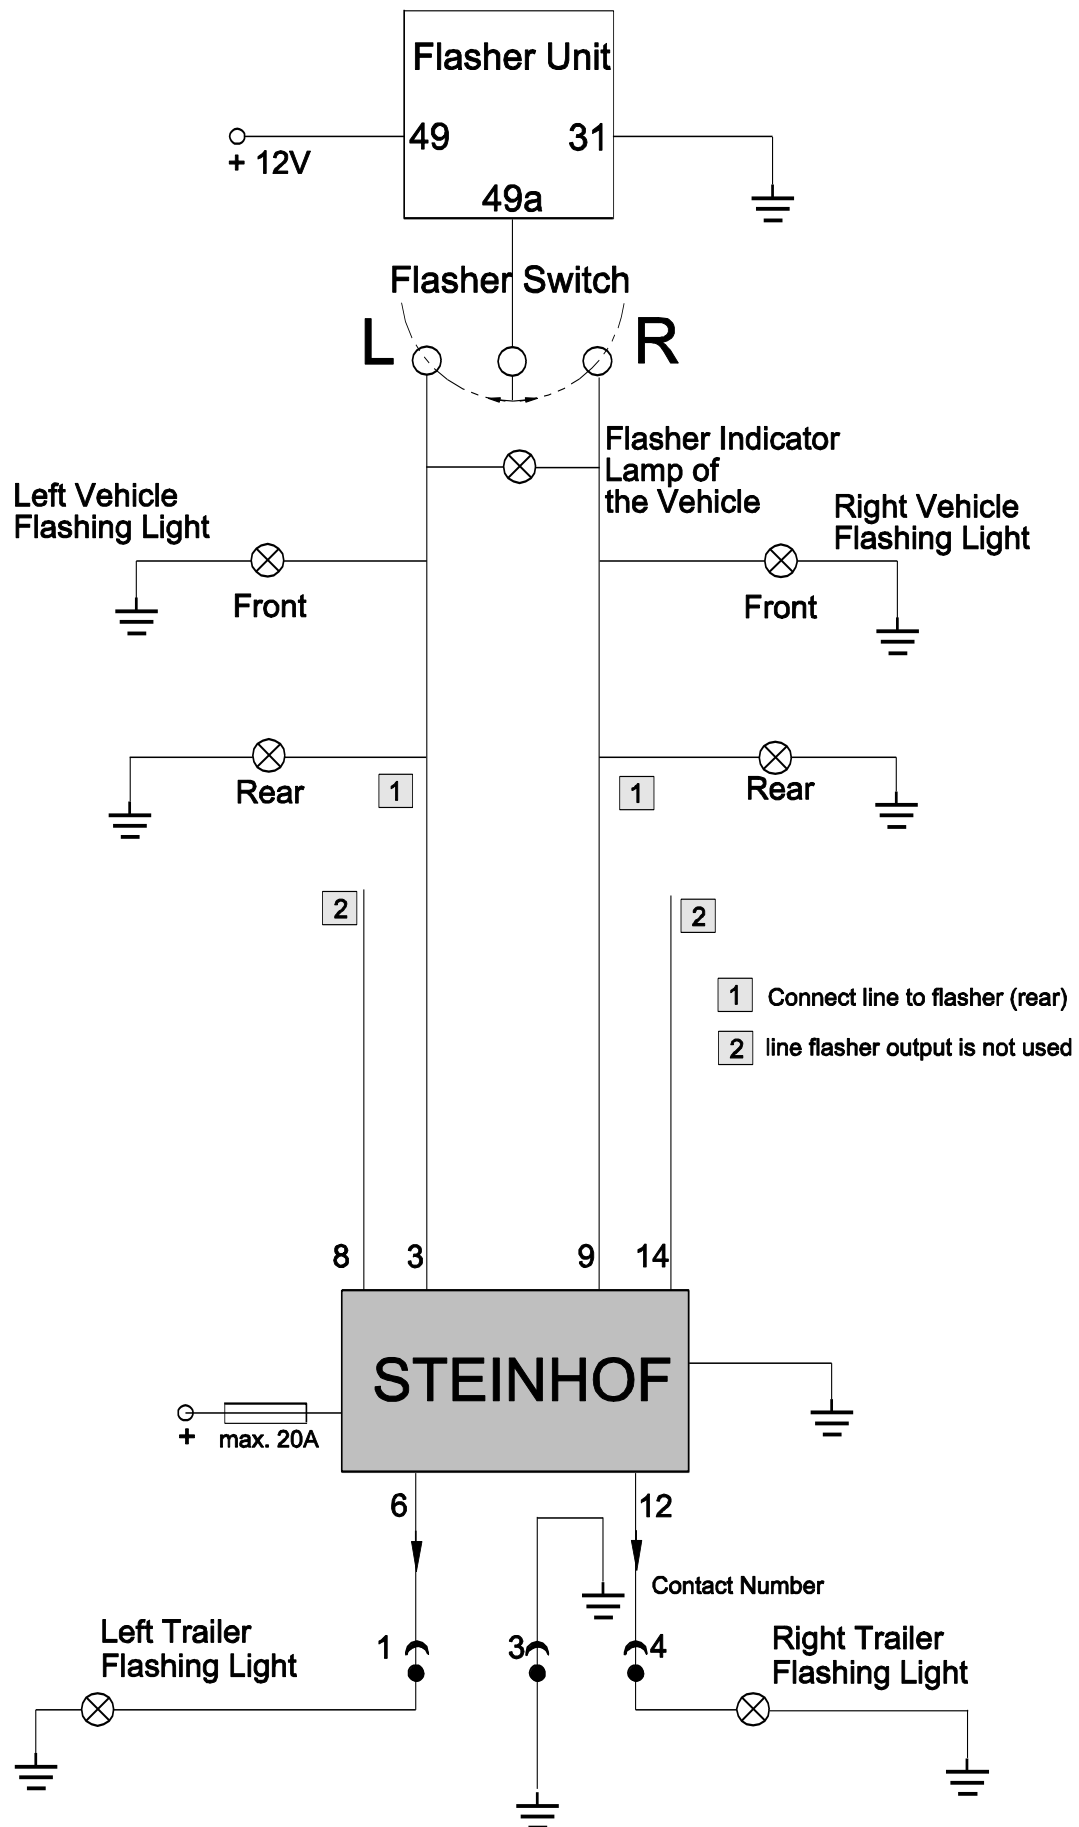 Flasher Unit
49
31
+ 12V
49a
Flasher Switch
L
R
Flasher Indicator
Lamp of
the Vehicle
Left Vehicle
Flashing Light
Right Vehicle
Flashing Light
Front
Front
Rear
1
1
Rear
2
2
1 Connect line to flasher (rear)
2 line flasher output is not used
8
3
9
14
STEINHOF
+
max. 20A
6
12
Contact Number
Left Trailer
Flashing Light
1
3
4
Right Trailer
Flashing Light